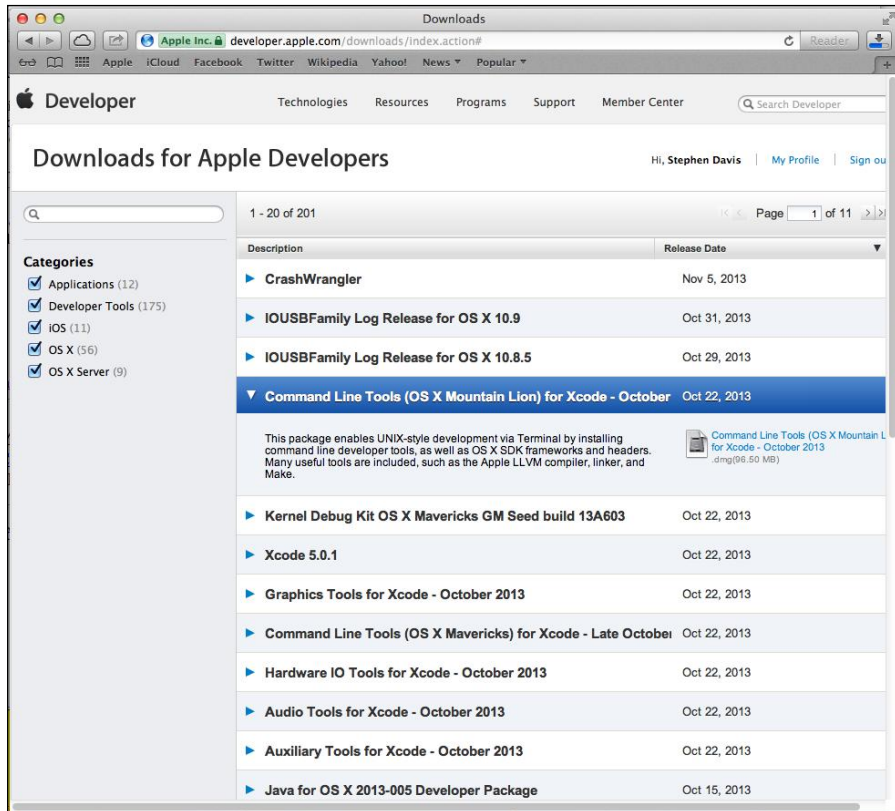 Downloads
Apple Inc. developer.apple.com/downloads/index.action# Reader
Apple iCloud Facebook Twitter Wikipedia Yahoo! News Popular
Developer Technologies Resources Programs Support Member Center Search Developer
Downloads for Apple Developers Hi, Stephen Davis My Profile Sign ou
1 - 20 of 201 Page 1 of 11
Categories
Applications (12)
Developer Tools (175)
iOS (11)
OS X (56)
OS X Server (9)
Description Release Date
CrashWrangler Nov 5, 2013
IOUSBFamily Log Release for OS X 10.9 Oct 31, 2013
IOUSBFamily Log Release for OS X 10.8.5 Oct 29, 2013
Command Line Tools (OS X Mountain Lion) for Xcode - October Oct 22, 2013
This package enables UNIX-style development via Terminal by installing
command line developer tools, as well as OS X SDK frameworks and headers.
Many useful tools are included, such as the Apple LLVM compiler, linker, and
Make.
Command Line Tools (OS X Mountain L
for Xcode - October 2013
.dmg(96.50 MB)
Kernel Debug Kit OS X Mavericks GM Seed build 13A603 Oct 22, 2013
Xcode 5.0.1 Oct 22, 2013
Graphics Tools for Xcode - October 2013 Oct 22, 2013
Command Line Tools (OS X Mavericks) for Xcode - Late October Oct 22, 2013
Hardware IO Tools for Xcode - October 2013 Oct 22, 2013
Audio Tools for Xcode - October 2013 Oct 22, 2013
Auxiliary Tools for Xcode - October 2013 Oct 22, 2013
Java for OS X 2013-005 Developer Package Oct 15, 2013